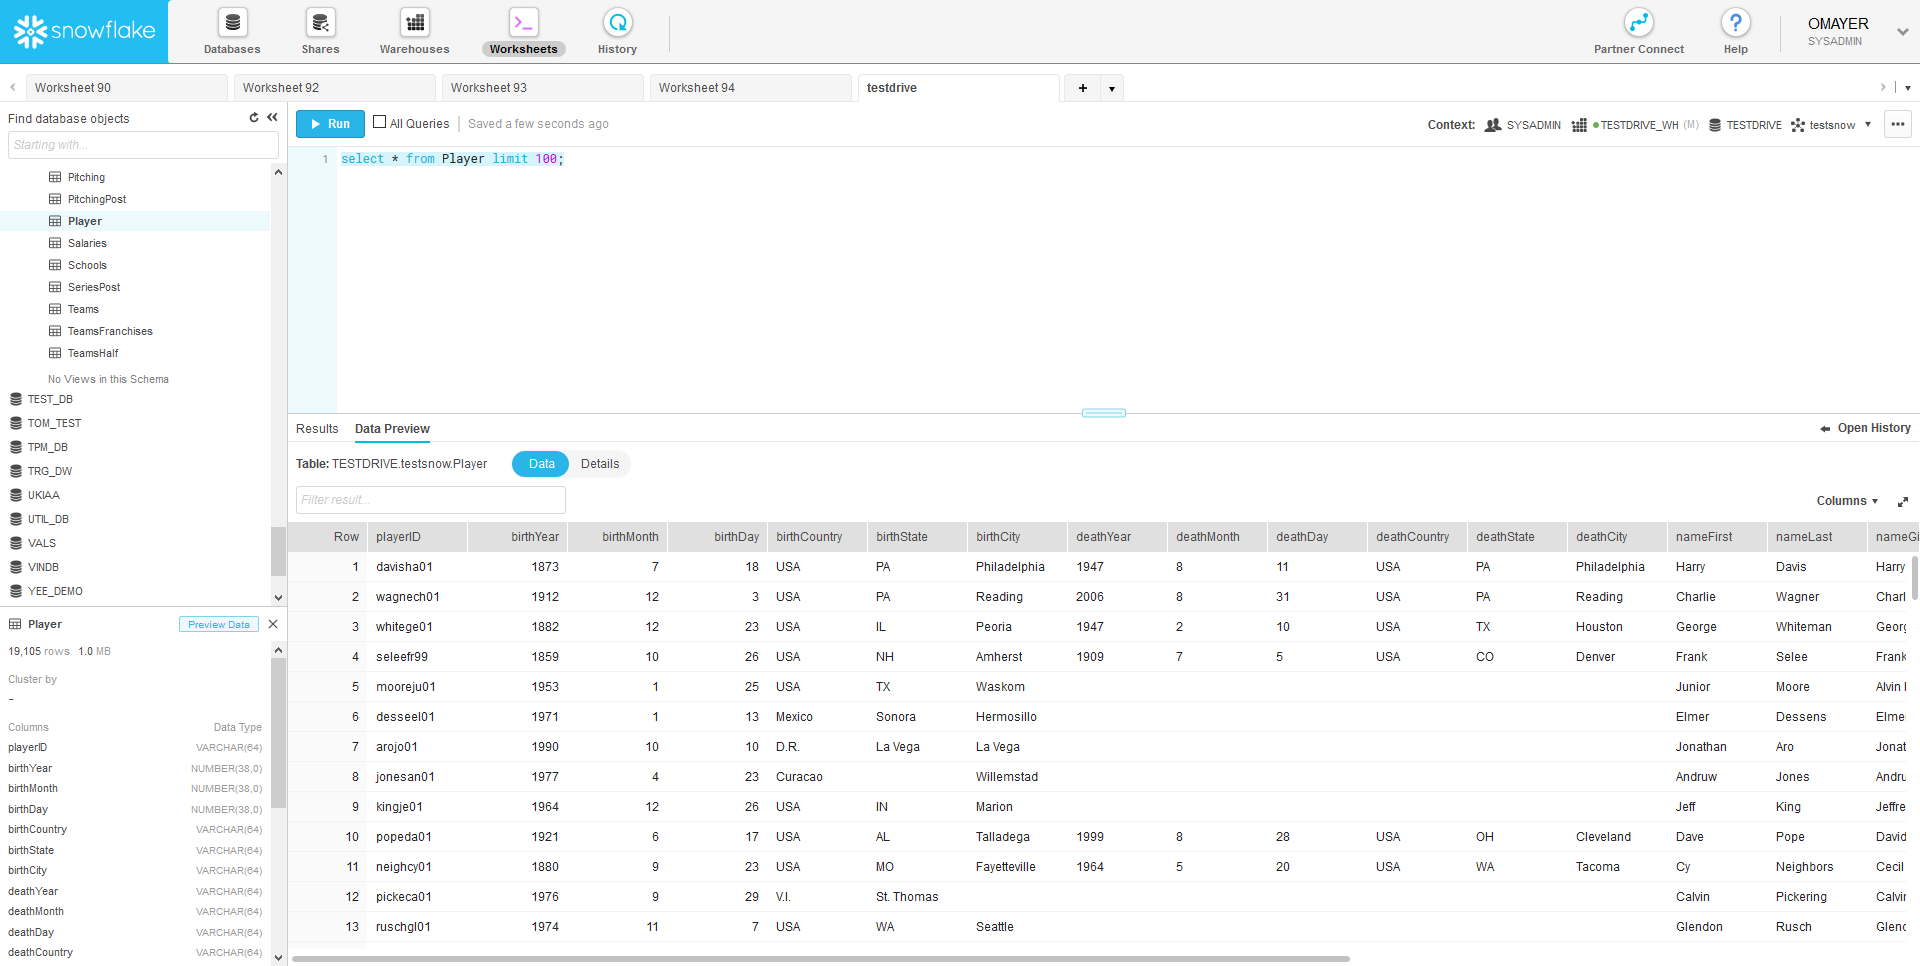 snowflake
Databases Shares Warehouses Worksheets History Partner Connect Help OMAYER
SYSADMIN
Worksheet 90 Worksheet 92 Worksheet 93 Worksheet 94 testdrive +
Find database objects
Starting with...
Run All Queries Saved a few seconds ago Context: SYSADMIN TESTDRIVE_WH (M) TESTDRIVE testsnow
1 select * from Player limit 100;
Pitching
PitchingPost
Player
Salaries
Schools
SeriesPost
Teams
TeamsFranchises
TeamsHalf
No Views in this Schema
TEST_DB
TOM_TEST
TPM_DB
TRG_DW
UKIAA
UTIL_DB
VALS
VINDB
YEE_DEMO
Player Preview Data
19,105 rows 1.0 MB
Cluster by
–
Columns Data Type
playerID VARCHAR(64)
birthYear NUMBER(38,0)
birthMonth NUMBER(38,0)
birthDay NUMBER(38,0)
birthCountry VARCHAR(64)
birthState VARCHAR(64)
birthCity VARCHAR(64)
deathYear VARCHAR(64)
deathMonth VARCHAR(64)
deathDay VARCHAR(64)
deathCountry VARCHAR(64)
Results Data Preview Open History
Table: TESTDRIVE.testsnow.Player Data Details
Filter result...
Columns
Row playerID birthYear birthMonth birthDay birthCountry birthState birthCity deathYear deathMonth deathDay deathCountry deathState deathCity nameFirst nameLast nameGi
1 davisha01 1873 7 18 USA PA Philadelphia 1947 8 11 USA PA Philadelphia Harry Davis Harry
2 wagnech01 1912 12 3 USA PA Reading 2006 8 31 USA PA Reading Charlie Wagner Charl
3 whitege01 1882 12 23 USA IL Peoria 1947 2 10 USA TX Houston George Whiteman Georg
4 seleefr99 1859 10 26 USA NH Amherst 1909 7 5 USA CO Denver Frank Selee Frank
5 mooreju01 1953 1 25 USA TX Waskom Junior Moore Alvin
6 desseel01 1971 1 13 Mexico Sonora Hermosillo Elmer Dessens Elme
7 arojo01 1990 10 10 D.R. La Vega La Vega Jonathan Aro Jonat
8 jonesan01 1977 4 23 Curacao Willemstad Andruw Jones Andru
9 kingje01 1964 12 26 USA IN Marion Jeff King Jeffre
10 popeda01 1921 6 17 USA AL Talladega 1999 8 28 USA OH Cleveland Dave Pope David
11 neighcy01 1880 9 23 USA MO Fayetteville 1964 5 20 USA WA Tacoma Cy Neighbors Cecil
12 pickeca01 1976 9 29 V.I. St. Thomas Calvin Pickering Calvi
13 ruschgl01 1974 11 7 USA WA Seattle Glendon Rusch Glenc